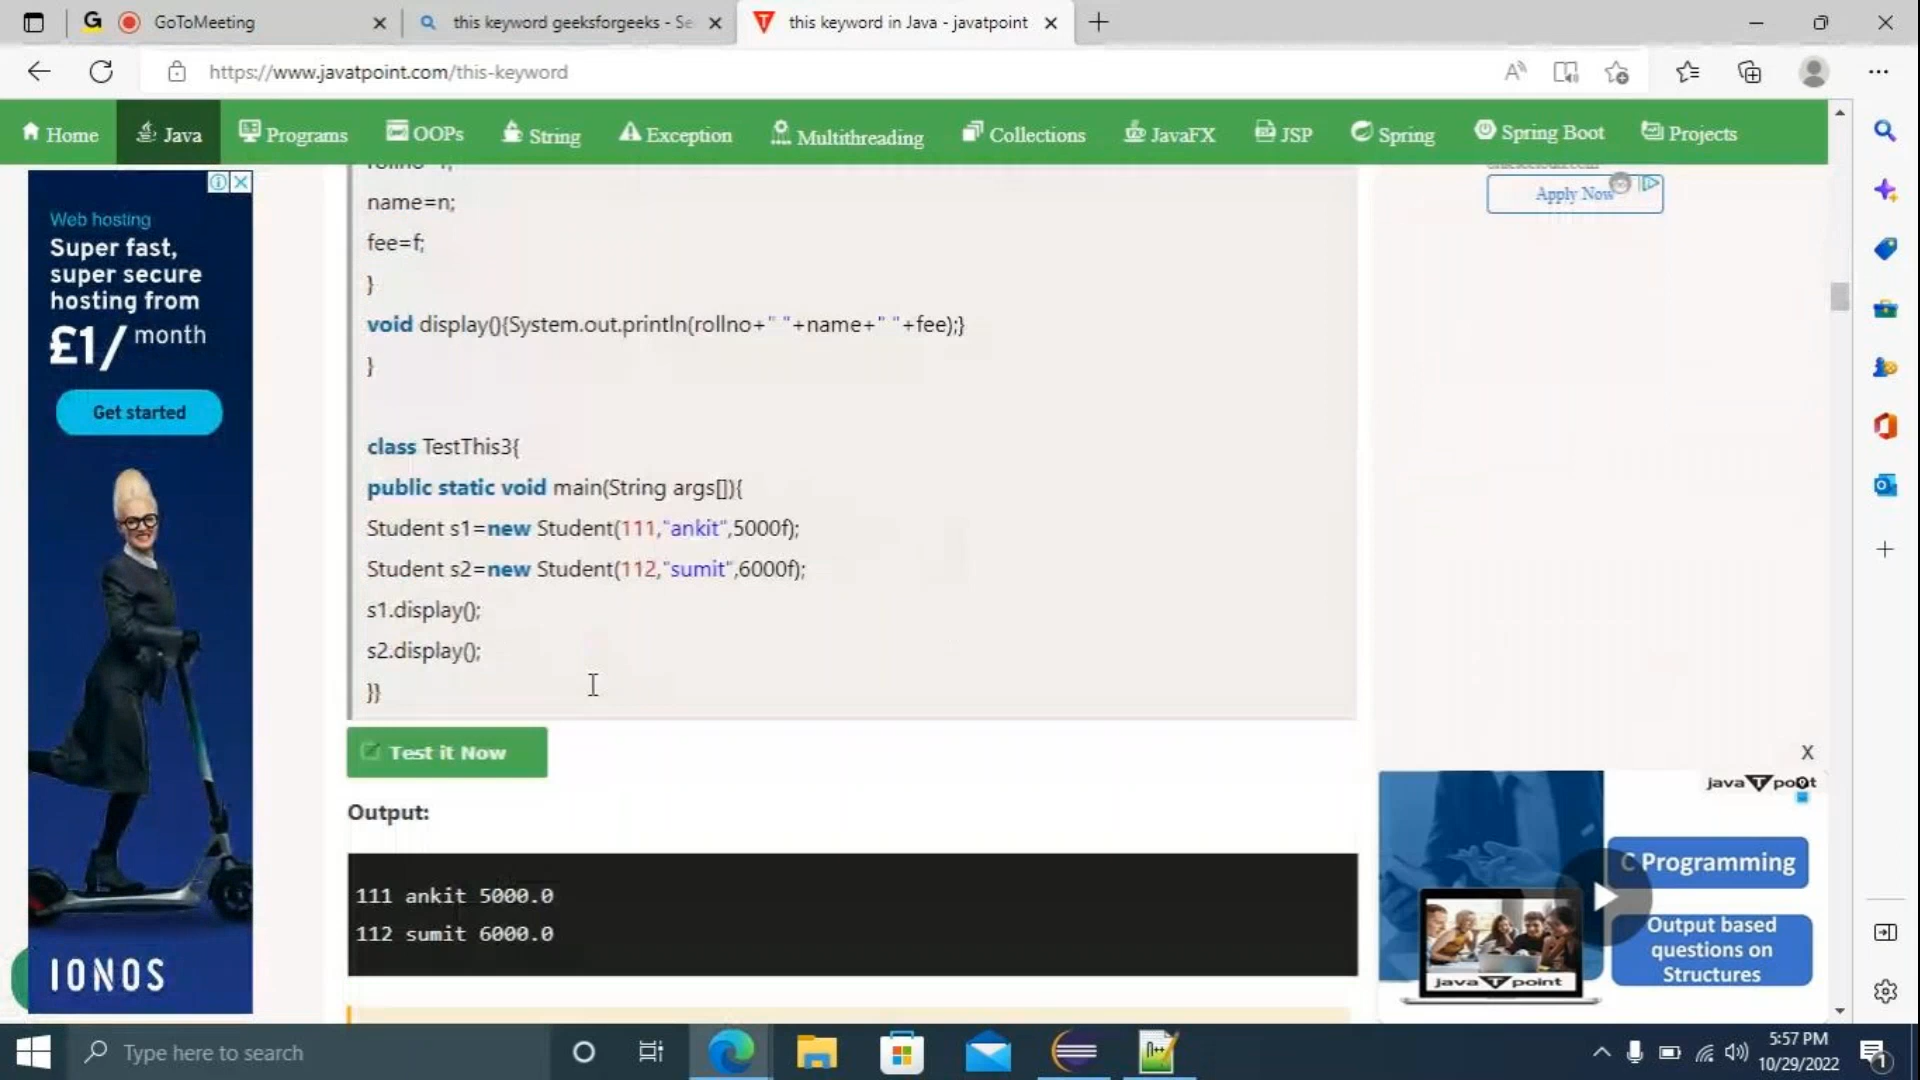 GoToMeeting
this keyword geeksforgeeks - Se
this keyword in Java - javatpoint
https://www.javatpoint.com/this-keyword
Home
Java
Programs
OOPs
String
Exception
Multithreading
Collections
JavaFX
JSP
Spring
Spring Boot
Projects
Apply Now
name=n;
fee=f;
}
void display(){System.out.println(rollno+" "+name+" "+fee);}
}
class TestThis3{
public static void main(String args[]){
Student s1=new Student(111,"ankit",5000f);
Student s2=new Student(112,"sumit",6000f);
s1.display();
s2.display();
}}
Test it Now
Output:
111 ankit 5000.0
112 sumit 6000.0
Web hosting
Super fast,
super secure
hosting from
£1/ month
Get started
IONOS
X
java T point
C Programming
Output based
questions on
Structures
java T point
Type here to search
5:57 PM
10/29/2022
1